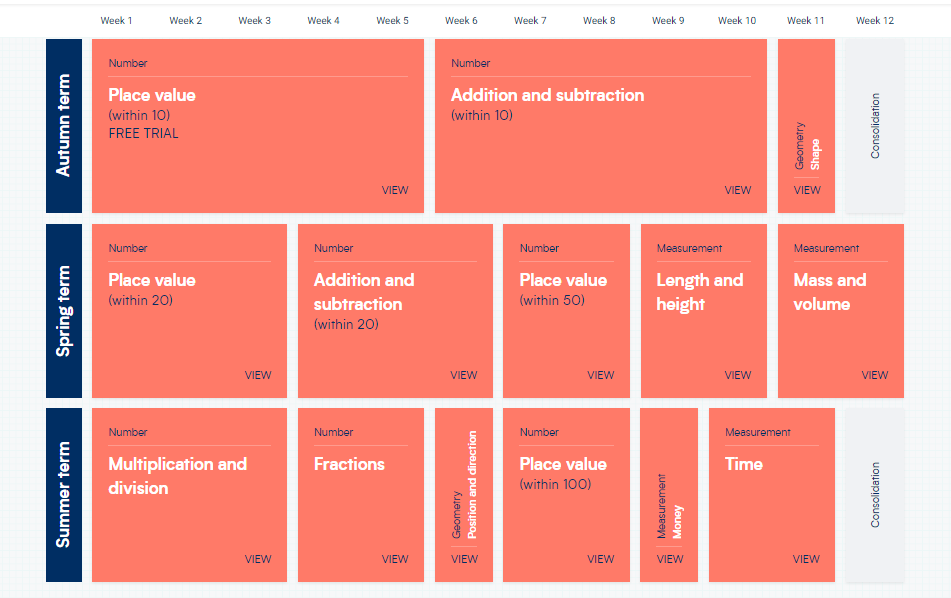 Week 1 Week 2 Week 3 Week 4 Week 5 Week 6 Week 7 Week 8 Week 9 Week 10 Week 11 Week 12
Autumn term
Number
Place value
(within 10)
FREE TRIAL
VIEW
Number
Addition and subtraction
(within 10)
VIEW
Geometry
Shape
VIEW
Consolidation
Spring term
Number
Place value
(within 20)
VIEW
Number
Addition and
subtraction
(within 20)
VIEW
Number
Place value
(within 50)
VIEW
Measurement
Length and
height
VIEW
Measurement
Mass and
volume
VIEW
Summer term
Number
Multiplication and
division
VIEW
Number
Fractions
VIEW
Geometry
Position and direction
VIEW
Number
Place value
(within 100)
VIEW
Measurement
Money
VIEW
Measurement
Time
VIEW
Consolidation